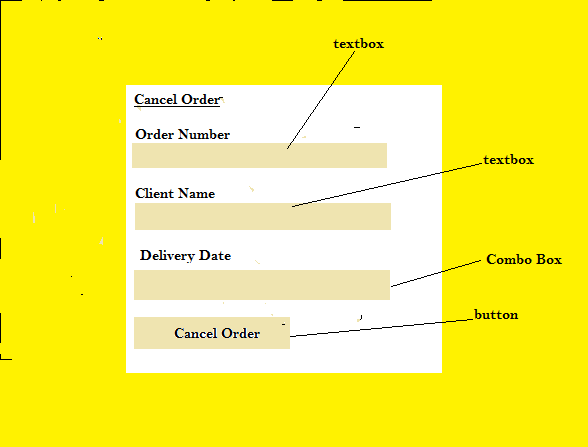 textbox
Cancel Order
Order Number
textbox
Client Name
Delivery Date
Combo Box
button
Cancel Order